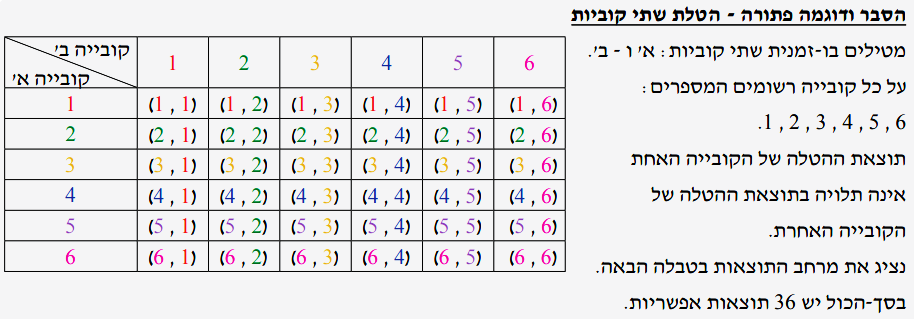 הסבר ודוגמה פתורה - הטלת שתי קוביות
מטילים בו-זמנית שתי קוביות : א' ו - ב'.
על כל קובייה רשומים המספרים :
1 , 2 , 3 , 4 , 5 , 6.
תוצאת ההטלה של הקובייה האחת
אינה תלויה בתוצאת ההטלה של
הקובייה האחרת.
נציג את מרחב התוצאות בטבלה הבאה.
בסך-הכול יש 36 תוצאות אפשריות.
קובייה ב'
קובייה א'
1 2 3 4 5 6
1 (1 , 1) (1 , 2) (1 , 3) (1 , 4) (1 , 5) (1 , 6)
2 (2 , 1) (2 , 2) (2 , 3) (2 , 4) (2 , 5) (2 , 6)
3 (3 , 1) (3 , 2) (3 , 3) (3 , 4) (3 , 5) (3 , 6)
4 (4 , 1) (4 , 2) (4 , 3) (4 , 4) (4 , 5) (4 , 6)
5 (5 , 1) (5 , 2) (5 , 3) (5 , 4) (5 , 5) (5 , 6)
6 (6 , 1) (6 , 2) (6 , 3) (6 , 4) (6 , 5) (6 , 6)